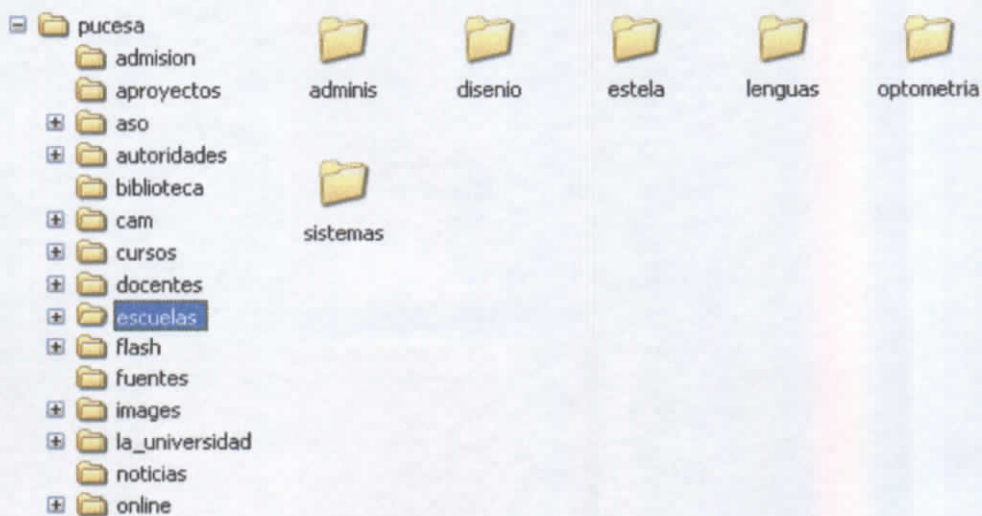 pucesa
admision
aproyectos
aso
autoridades
biblioteca
cam
cursos
docentes
escuelas
flash
fuentes
images
la_universidad
noticias
online
adminis disenio estela lenguas optometria
sistemas